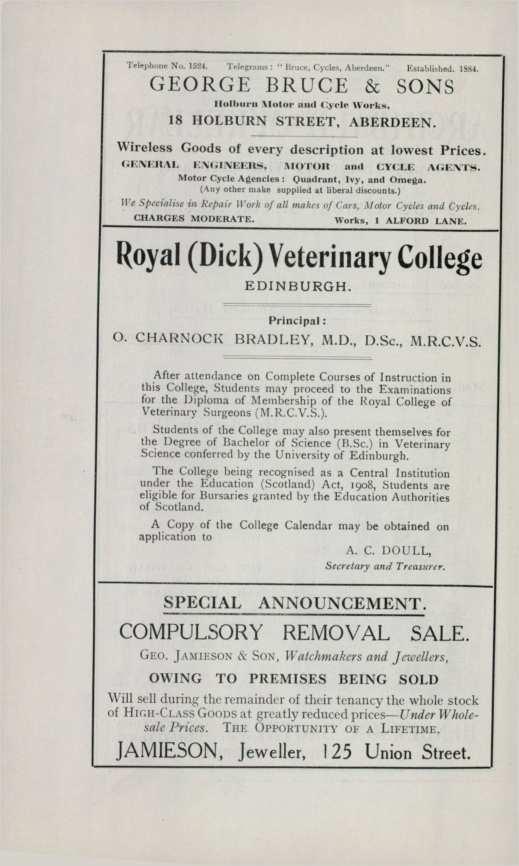 Telephone No. 1524. Telegrams: "Bruce, Cycles, Aberdeen." Established. 1884.
GEORGE BRUCE & SONS
Holburn Motor and Cycle Works,
18 HOLBURN STREET, ABERDEEN.
Wireless Goods of every description at lowest Prices.
GENERAL ENGINEERS, MOTOR and CYCLE AGENTS.
Motor Cycle Agencies: Quadrant, Ivy, and Omega.
(Any other make supplied at liberal discounts.)
We Specialise in Repair Work of all makes of Cars, Motor Cycles and Cycles.
CHARGES MODERATE. Works, 1 ALFORD LANE.
Royal (Dick) Veterinary College
EDINBURGH.
Principal:
O. CHARNOCK BRADLEY, M.D., D.Sc., M.R.C.V.S.
After attendance on Complete Courses of Instruction in
this College, Students may proceed to the Examinations
for the Diploma of Membership of the Royal College of
Veterinary Surgeons (M.R.C.V.S.).
Students of the College may also present themselves for
the Degree of Bachelor of Science (B.Sc.) in Veterinary
Science conferred by the University of Edinburgh.
The College being recognised as a Central Institution
under the Education (Scotland) Act, 1908, Students are
eligible for Bursaries granted by the Education Authorities
of Scotland.
A Copy of the College Calendar may be obtained on
application to
A. C. DOULL,
Secretary and Treasurer.
SPECIAL ANNOUNCEMENT.
COMPULSORY REMOVAL SALE.
GEO. JAMIESON & SON, Watchmakers and Jewellers,
OWING TO PREMISES BEING SOLD
Will sell during the remainder of their tenancy the whole stock
of HIGH-CLASS GOODS at greatly reduced prices—Under Whole-
sale Prices. THE OPPORTUNITY OF A LIFETIME.
JAMIESON, Jeweller, 125 Union Street.